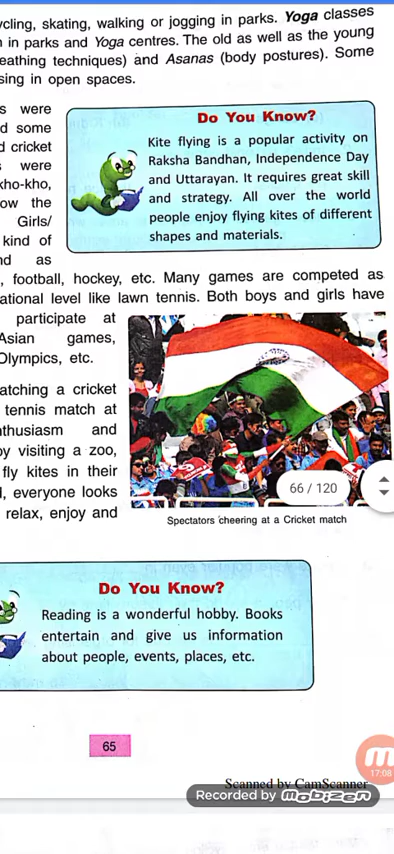 cling, skating, walking or jogging in parks. Yoga classes
in parks and Yoga centres. The old as well as the young
eathing techniques) and Asanas (body postures). Some
sing in open spaces.
s were
d some
d cricket
were
kho-kho,
ow the
Girls/
kind of
nd as
Do You Know?
Kite flying is a popular activity on
Raksha Bandhan, Independence Day
and Uttarayan. It requires great skill
and strategy. All over the world
people enjoy flying kites of different
shapes and materials.
, football, hockey, etc. Many games are competed as
ational level like lawn tennis. Both boys and girls have
participate at
Asian games,
Olympics, etc.
atching a cricket
tennis match at
nthusiasm and
by visiting a zoo,
fly kites in their
l, everyone looks
relax, enjoy and
66 / 120
Spectators cheering at a Cricket match
Do You Know?
Reading is a wonderful hobby. Books
entertain and give us information
about people, events, places, etc.
65
17:08
Scanned by CamScanner
Recorded by mobizen